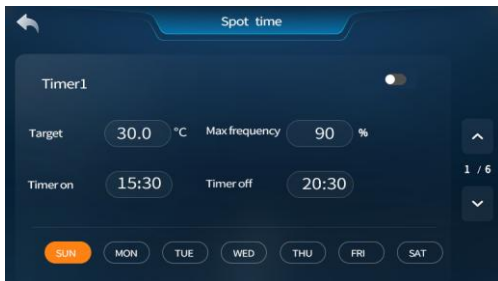 Spot time
Timer1
Target 30.0 °C Max frequency 90 %
1 / 6
Timer on 15:30 Timer off 20:30
SUN MON TUE WED THU FRI SAT